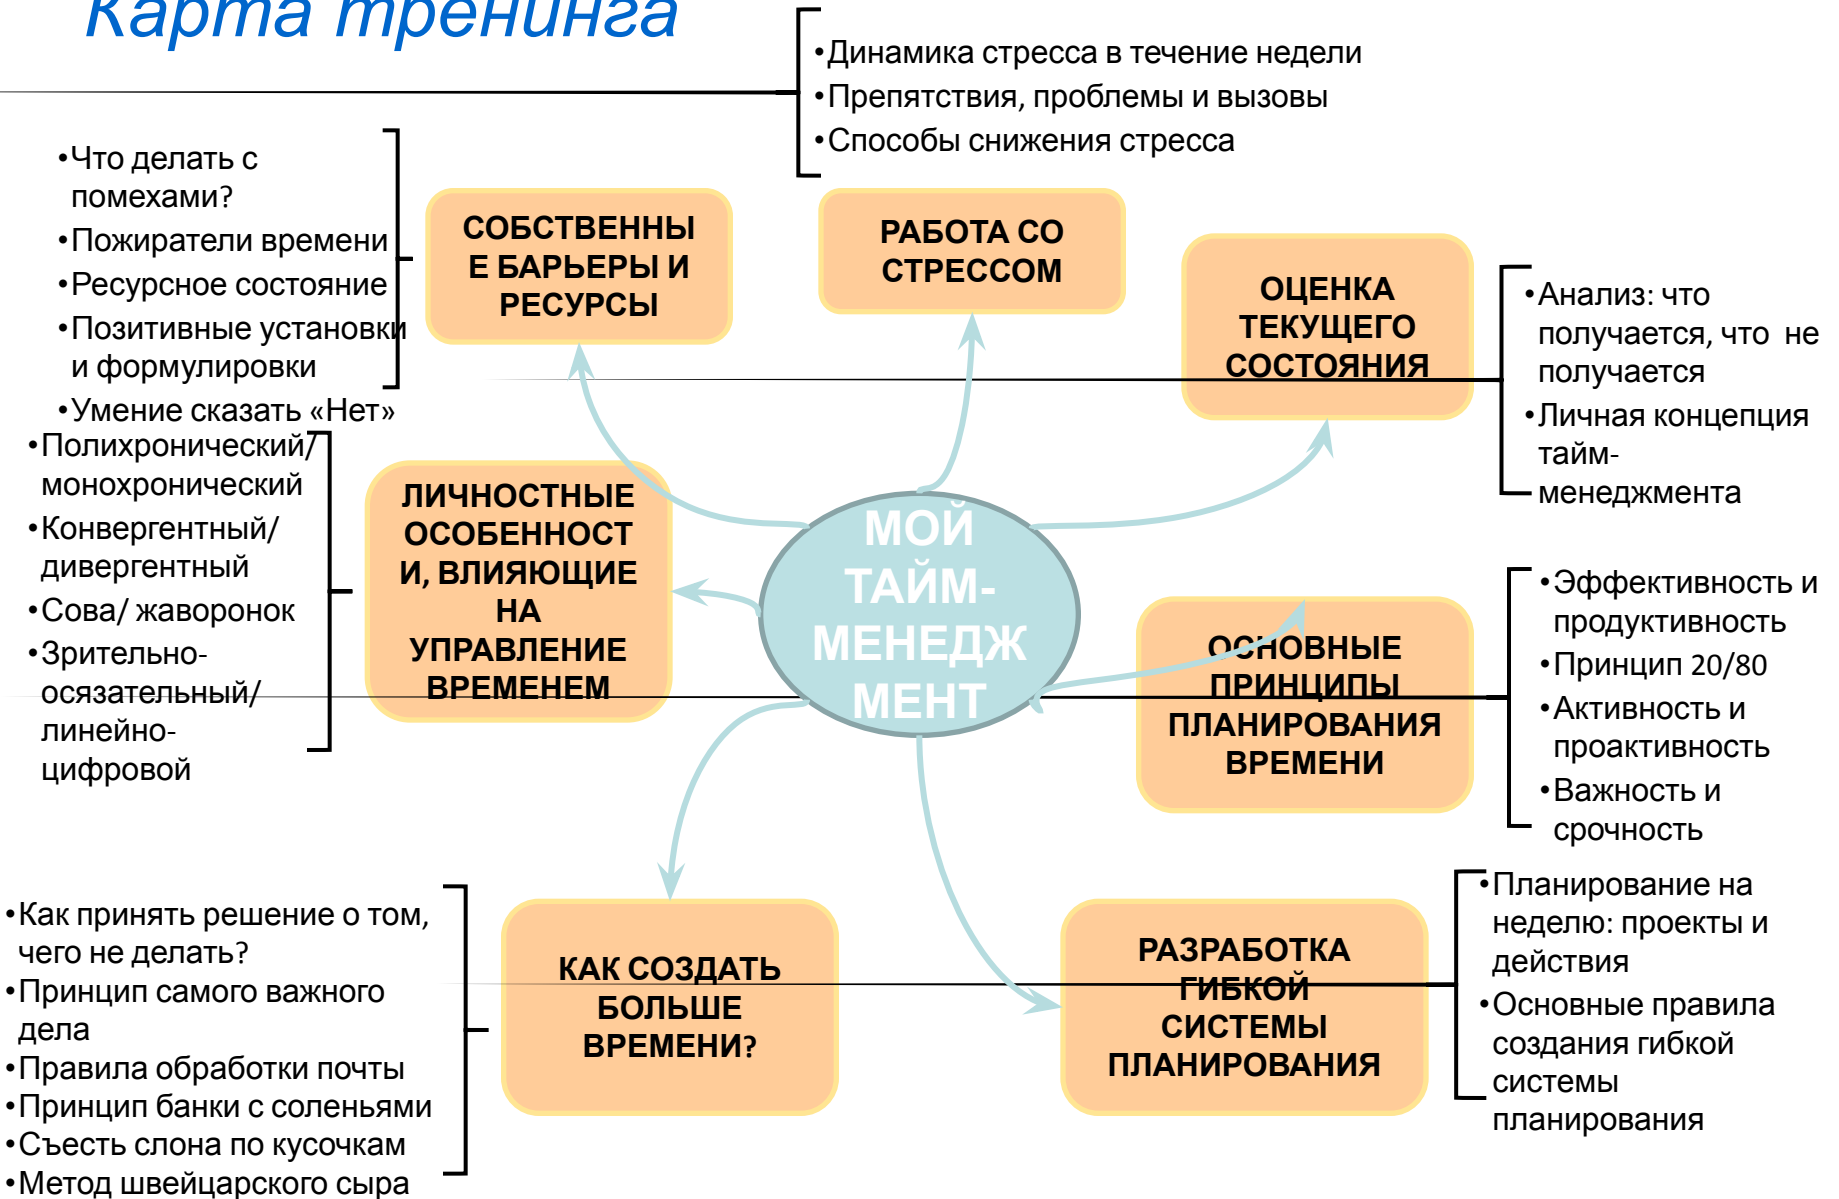 Карта тренинга
•Динамика стресса в течение недели
•Препятствия, проблемы и вызовы
•Способы снижения стресса
•Что делать с
помехами?
•Пожиратели времени
•Ресурсное состояние
•Позитивные установки
и формулировки
•Умение сказать «Нет»
СОБСТВЕННЫ
Е БАРЬЕРЫ И
РЕСУРСЫ
РАБОТА СО
СТРЕССОМ
ОЦЕНКА
ТЕКУЩЕГО
СОСТОЯНИЯ
•Анализ: что
получается, что не
получается
•Личная концепция
тайм-
менеджмента
•Полихронический/
монохронический
•Конвергентный/
дивергентный
•Сова/ жаворонок
•Зрительно-
осязательный/
линейно-
цифровой
ЛИЧНОСТНЫЕ
ОСОБЕННОСТ
И, ВЛИЯЮЩИЕ
НА
УПРАВЛЕНИЕ
ВРЕМЕНЕМ
МОЙ
ТАЙМ-
МЕНЕДЖ
МЕНТ
ОСНОВНЫЕ
ПРИНЦИПЫ
ПЛАНИРОВАНИЯ
ВРЕМЕНИ
•Эффективность и
продуктивность
•Принцип 20/80
•Активность и
проактивность
•Важность и
срочность
•Как принять решение о том,
чего не делать?
•Принцип самого важного
дела
•Правила обработки почты
•Принцип банки с соленьями
•Съесть слона по кусочкам
•Метод швейцарского сыра
КАК СОЗДАТЬ
БОЛЬШЕ
ВРЕМЕНИ?
РАЗРАБОТКА
ГИБКОЙ
СИСТЕМЫ
ПЛАНИРОВАНИЯ
•Планирование на
неделю: проекты и
действия
•Основные правила
создания гибкой
системы
планирования